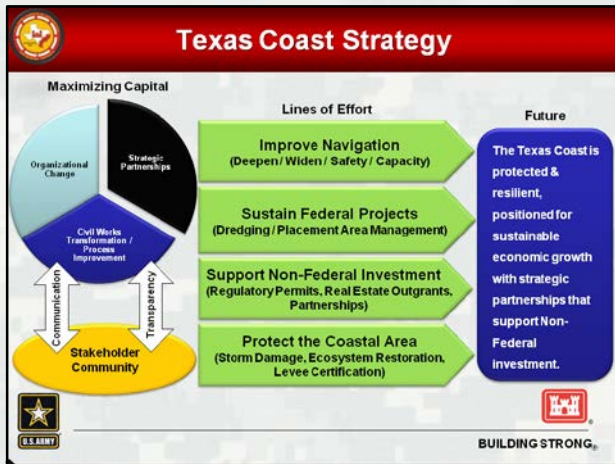 Texas Coast Strategy
Maximizing Capital
Organizational
Change
Strategic
Partnerships
Civil Works
Transformation /
Process
Improvement
Communication
Transparency
Stakeholder
Community
Lines of Effort
Improve Navigation
(Deepen / Widen / Safety / Capacity)
Sustain Federal Projects
(Dredging / Placement Area Management)
Support Non-Federal Investment
(Regulatory Permits, Real Estate Outgrants,
Partnerships)
Protect the Coastal Area
(Storm Damage, Ecosystem Restoration,
Levee Certification)
Future
The Texas Coast is
protected &
resilient,
positioned for
sustainable
economic growth
with strategic
partnerships that
support Non-
Federal
investment.
U.S.ARMY
BUILDING STRONG®